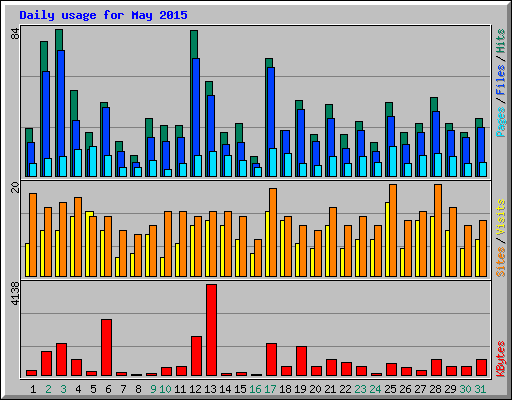 Daily usage for May 2015
84
Pages / Files / Hits
20
Sites / Visits
4138
KBytes
1 2 3 4 5 6 7 8 9 10 11 12 13 14 15 16 17 18 19 20 21 22 23 24 25 26 27 28 29 30 31